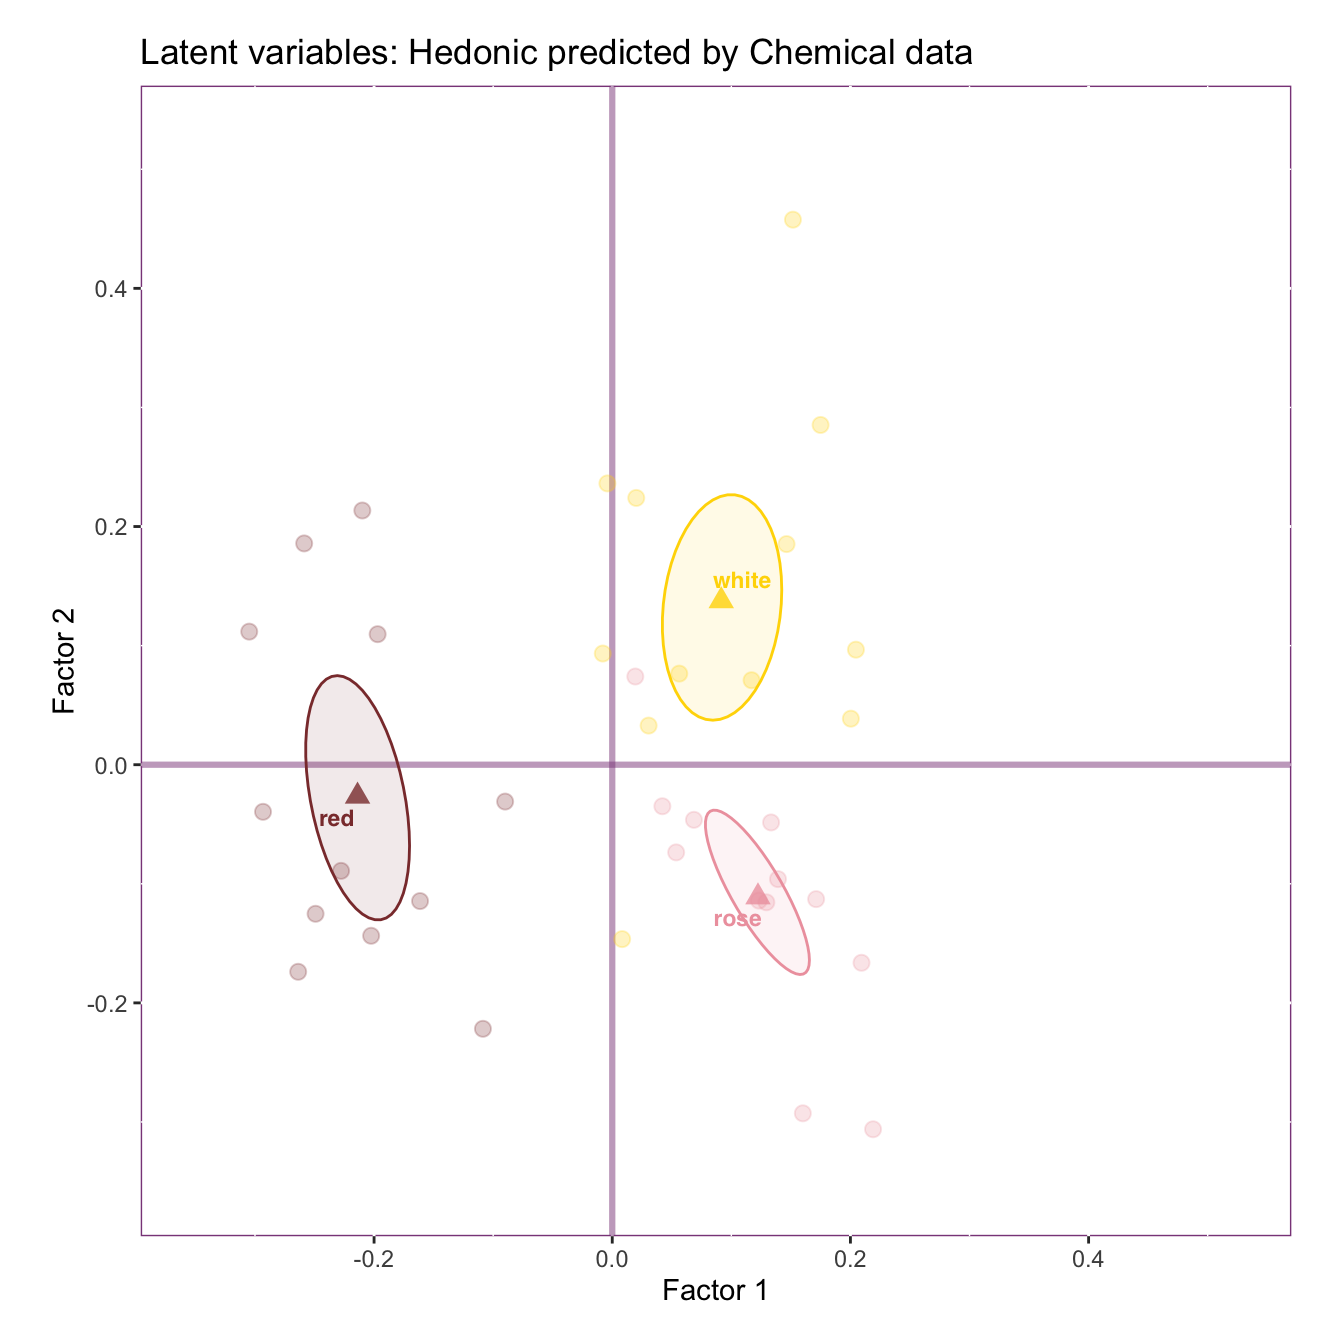 Latent variables: Hedonic predicted by Chemical data
0.4
0.2
white
Factor 2
0.0
red
rose
-0.2
-0.2
0.0
0.2
0.4
Factor 1